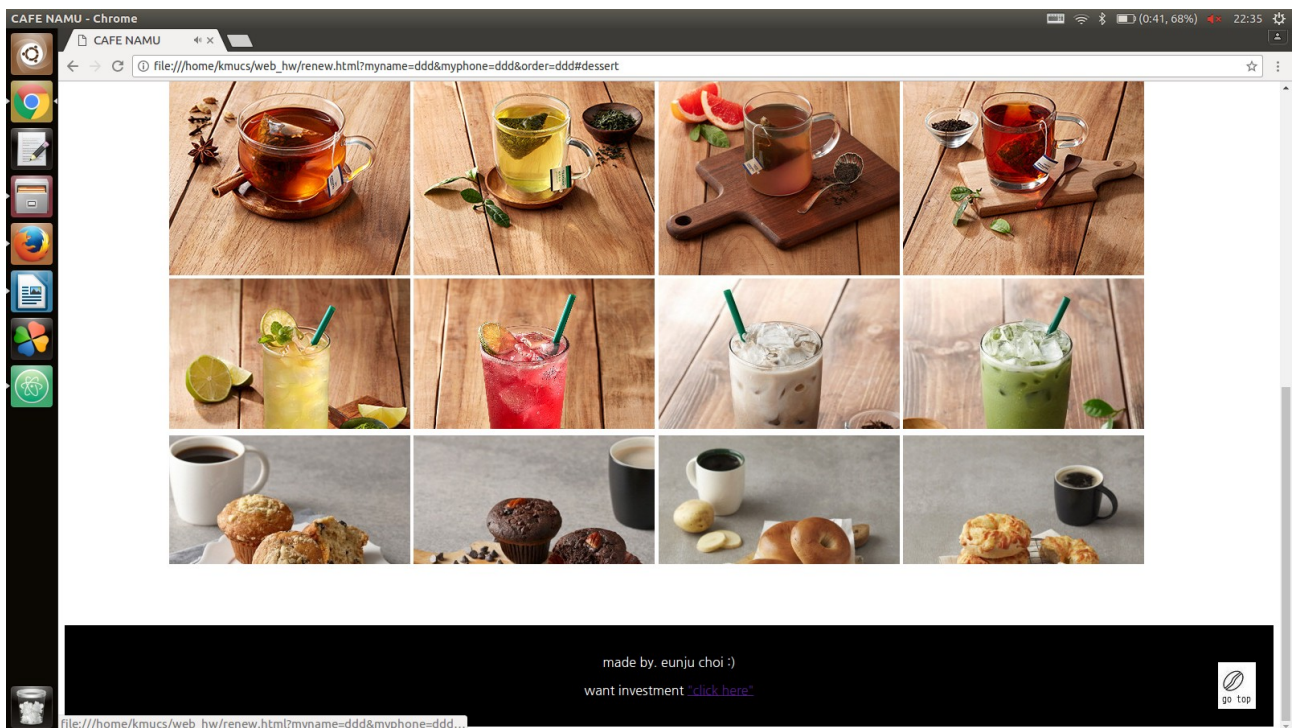 CAFE NAMU - Chrome
(0:41, 68%) 22:35
CAFE NAMU
file:///home/kmucs/web_hw/renew.html?myname=ddd&myphone=ddd&order=ddd#dessert
made by. eunju choi :)
want investment "click here"
go top
file:///home/kmucs/web_hw/renew.html?myname=ddd&myphone=ddd...